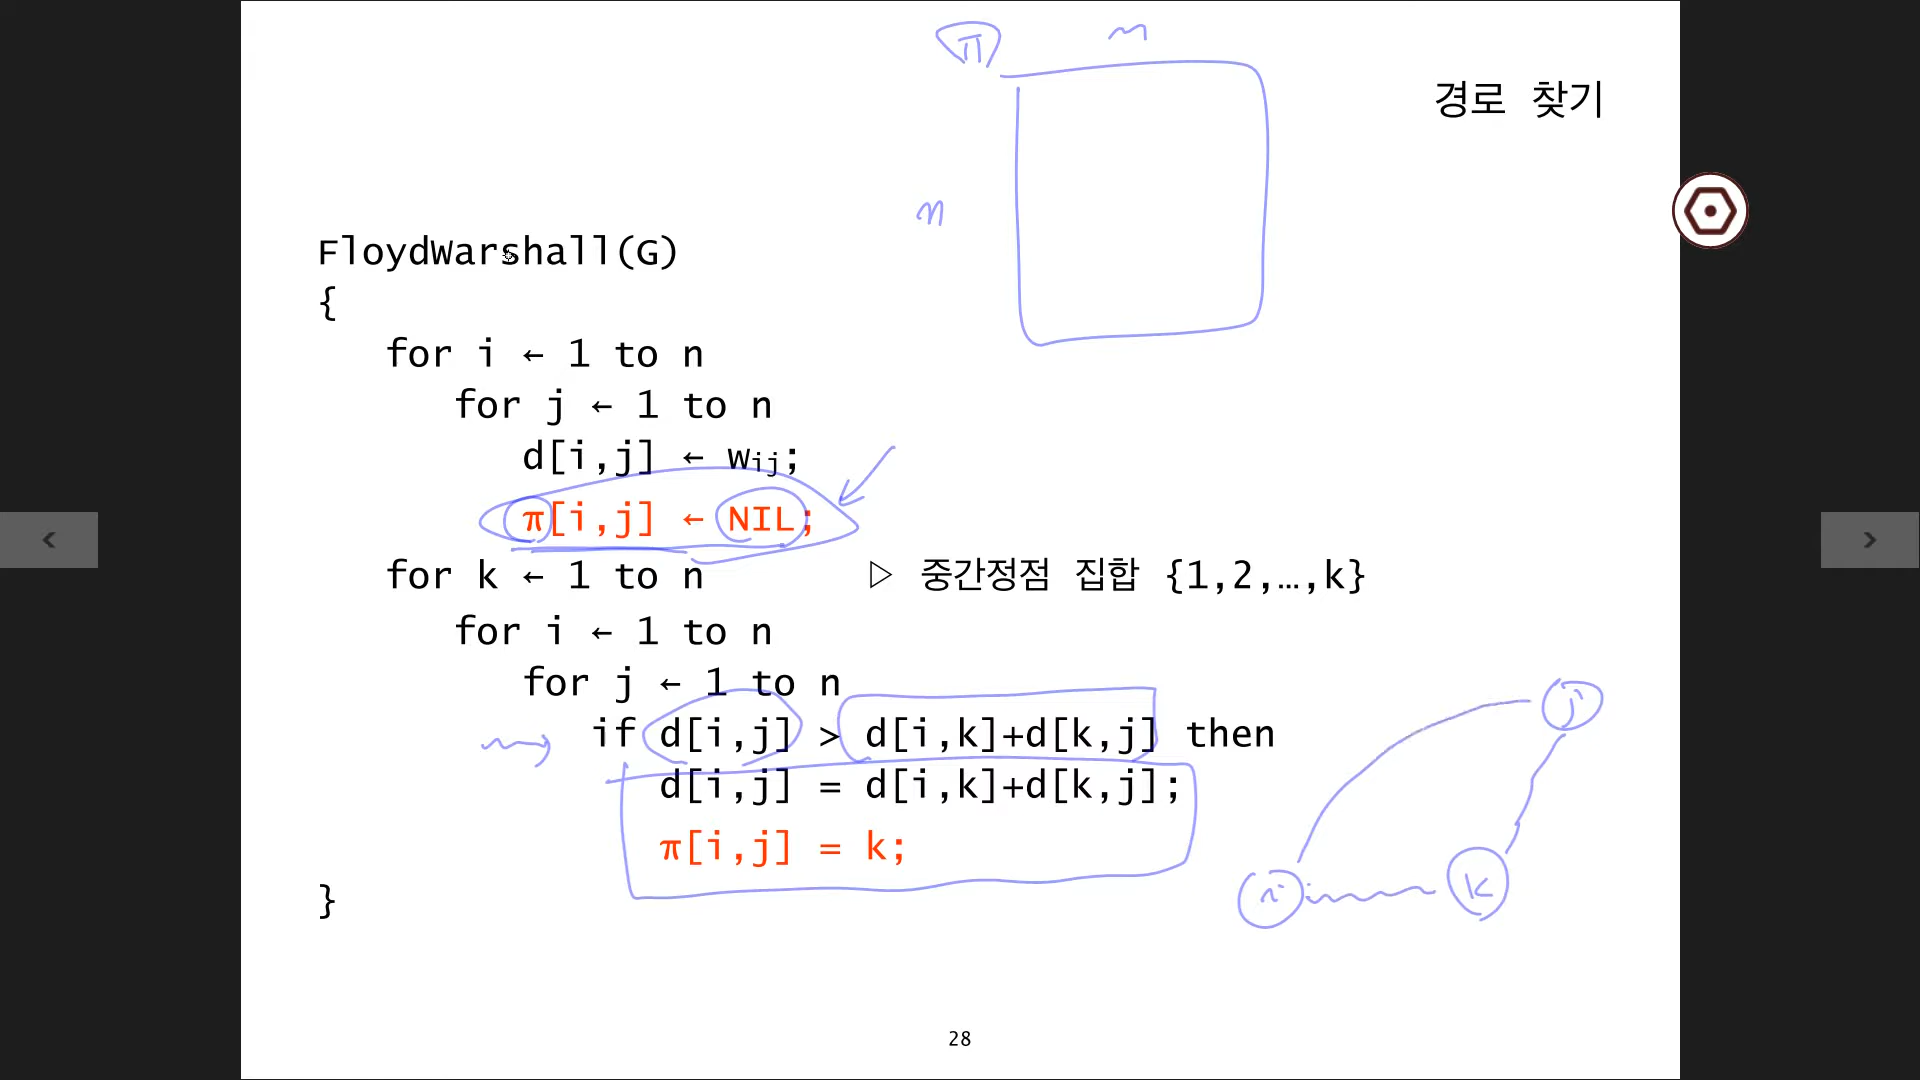 π n
경로 찾기
n
FloydWarshall(G)
{
for i ← 1 to n
for j ← 1 to n
d[i,j] ← wij;
π[i,j] ← NIL;
for k ← 1 to n ▷ 중간정점 집합 {1,2,…,k}
for i ← 1 to n
for j ← 1 to n
if d[i,j] > d[i,k]+d[k,j] then
d[i,j] = d[i,k]+d[k,j];
π[i,j] = k;
}
j
i k
28